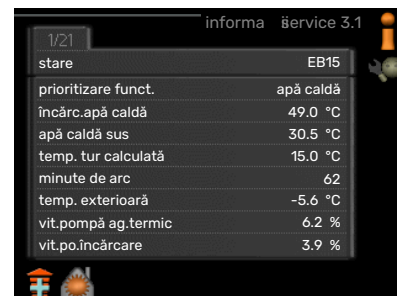 informa service 3.1
1/21
stare EB15
prioritizare funct. apă caldă
încărc.apă caldă 49.0 °C
apă caldă sus 30.5 °C
temp. tur calculată 15.0 °C
minute de arc 62
temp. exterioară -5.6 °C
vit.pompă ag.termic 6.2 %
vit.po.încărcare 3.9 %